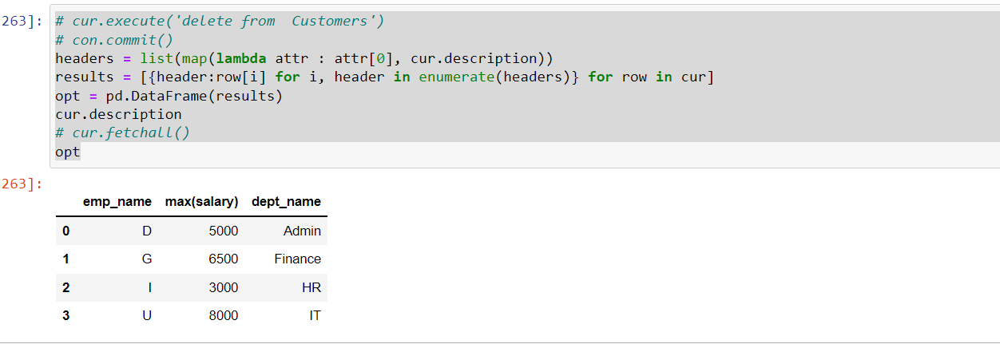 263]: # cur.execute('delete from  Customers')
# con.commit()
headers = list(map(lambda attr : attr[0], cur.description))
results = [{header:row[i] for i, header in enumerate(headers)} for row in cur]
opt = pd.DataFrame(results)
cur.description
# cur.fetchall()
opt
263]:
emp_name max(salary) dept_name
0 D 5000 Admin
1 G 6500 Finance
2 I 3000 HR
3 U 8000 IT